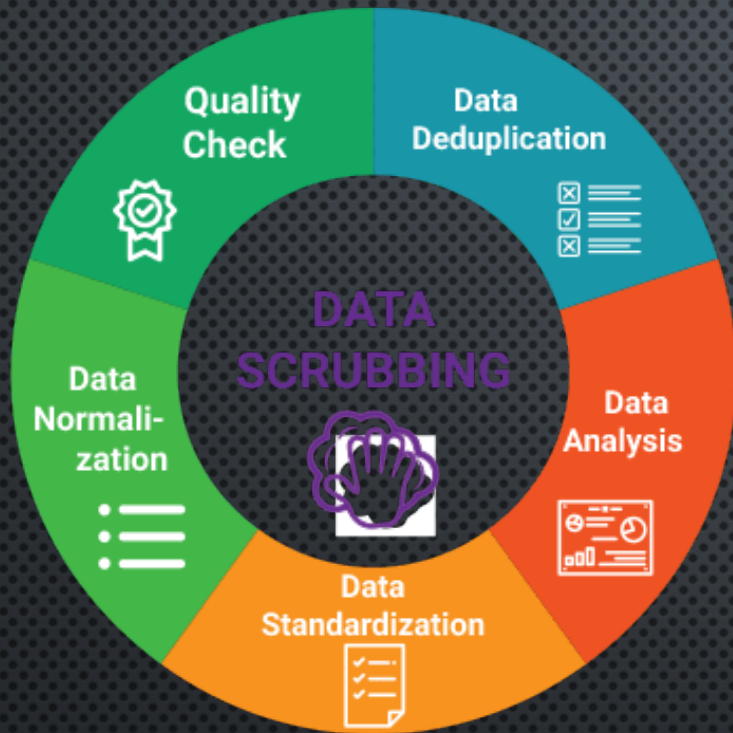 Quality
Check
Data
Deduplication
DATA
SCRUBBING
Data
Normali-
zation
Data
Analysis
Data
Standardization